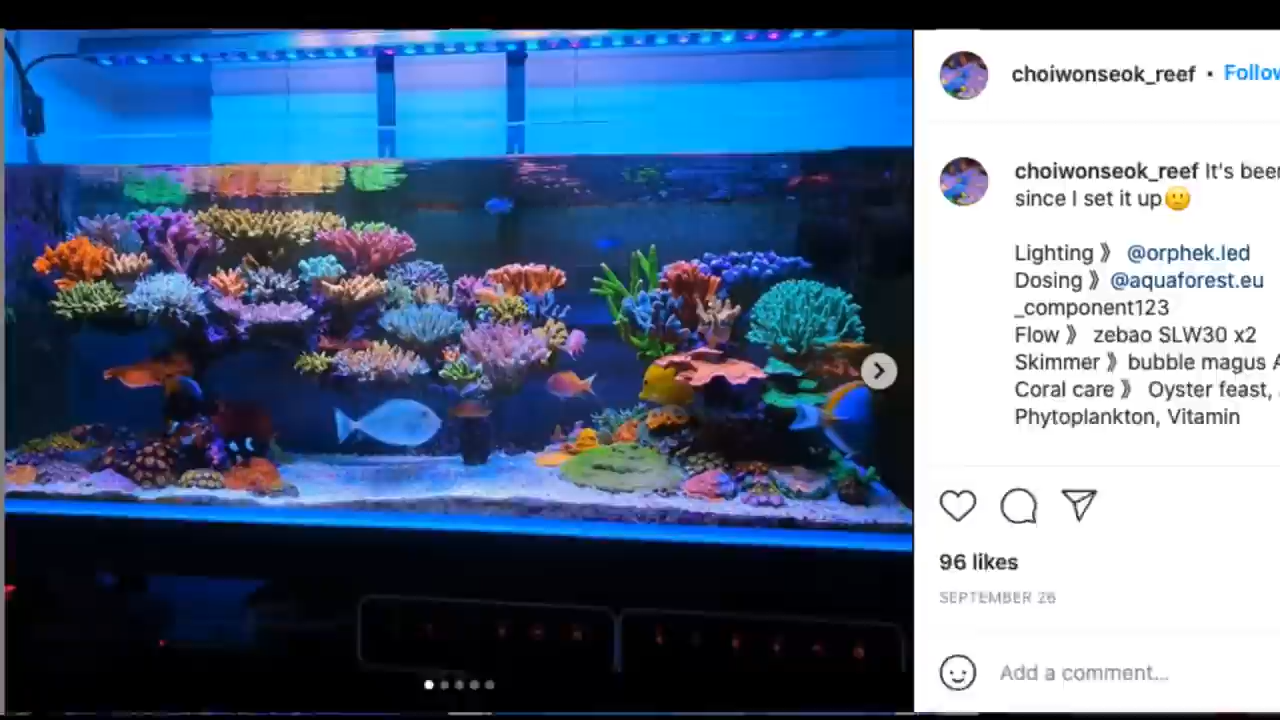 choiwonseok_reef • Follow
choiwonseok_reef It's been
since I set it up🙁
Lighting 》 @orphek.led
Dosing 》@aquaforest.eu
_component123
Flow 》 zebao SLW30 x2
Skimmer 》bubble magus A
Coral care 》 Oyster feast,
Phytoplankton, Vitamin
96 likes
SEPTEMBER 26
Add a comment...